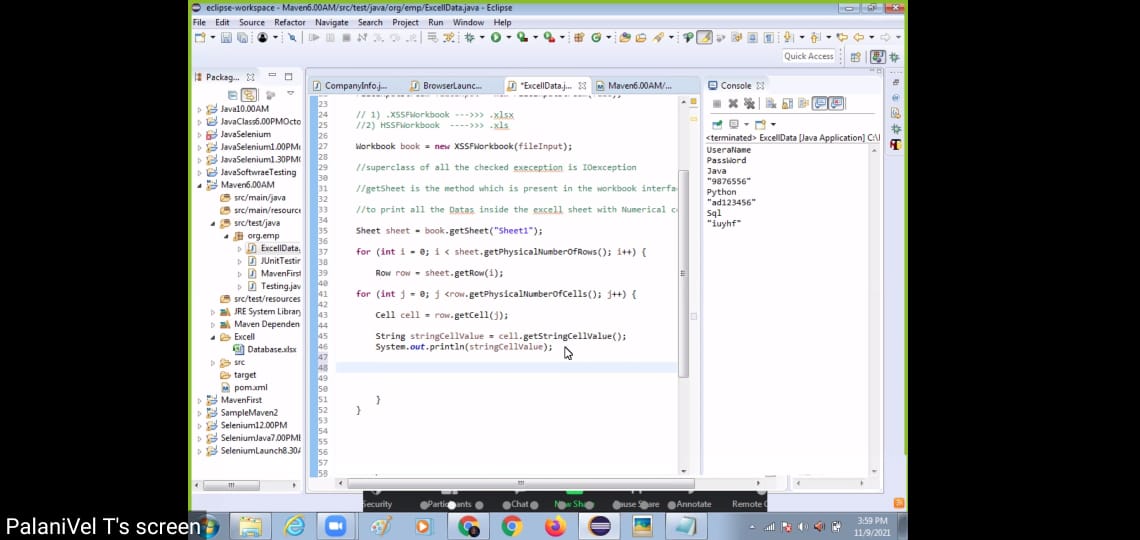 eclipse-workspace - Maven6.00AM/src/test/java/org/emp/ExcellData.java - Eclipse
File Edit Source Refactor Navigate Search Project Run Window Help
Quick Access
Packag...
CompanyInfo.j...
BrowserLaunc...
*ExcellData.j...
Maven6.00AM/...
Console
Java10.00AM
JavaClass6.00PMOcto
JavaSelenium
JavaSelenium1.00PM
JavaSelenium1.30PM
JavaSoftwraeTesting
Maven6.00AM
src/main/java
src/main/resource
src/test/java
org.emp
ExcellData.
JUnitTestir
MavenFirst
Testing.jav
src/test/resources
JRE System Library
Maven Dependen
Excell
Database.xlsx
src
target
pom.xml
MavenFirst
SampleMaven2
Selenium12.00PM
SeleniumJava7.00PM
SeleniumLaunch8.30A
23
24 // 1) .XSSFWorkbook --->>> .xlsx
25 //2) HSSFWorkbook ---->>> .xls
26
27 Workbook book = new XSSFWorkbook(fileInput);
28
29 //superclass of all the checked exeception is IOexception
30
31 //getSheet is the method which is present in the workbook interfa
32
33 //to print all the Datas inside the excell sheet with Numerical c
34
35 Sheet sheet = book.getSheet("Sheet1");
36
37 for (int i = 0; i < sheet.getPhysicalNumberOfRows(); i++) {
38
39 Row row = sheet.getRow(i);
40
41 for (int j = 0; j <row.getPhysicalNumberOfCells(); j++) {
42
43 Cell cell = row.getCell(j);
44
45 String stringCellValue = cell.getStringCellValue();
46 System.out.println(stringCellValue);
47
48
49
50
51 }
52 }
53
54
55
56
57
58
<terminated> ExcellData [Java Application] C:\
UseraName
PassWord
Java
"9876556"
Python
"ad123456"
Sql
"iuyhf"
Security Participants Chat New Sha Pause Share Annotate Remote C
PalaniVel T's screen
3:59 PM
11/9/2021